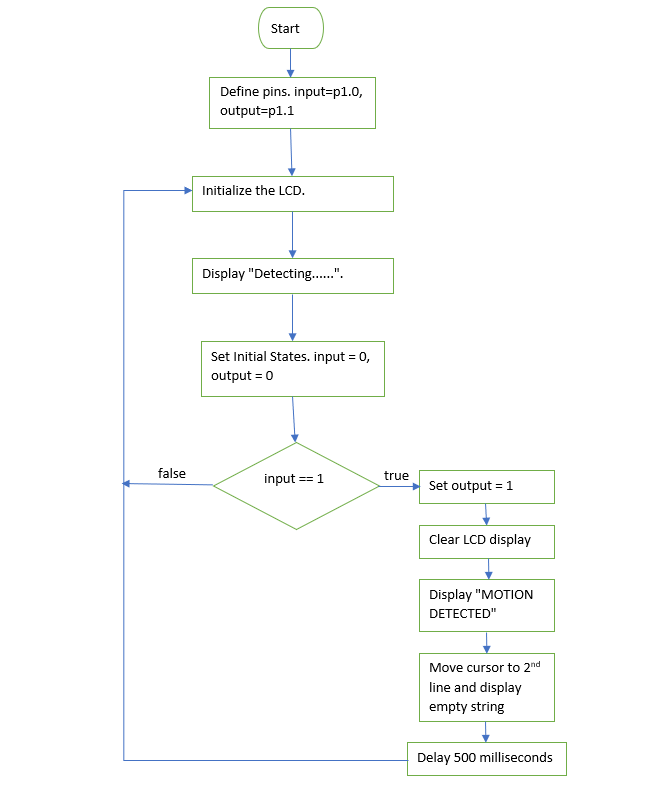 Start
Define pins. input=p1.0,
output=p1.1
Initialize the LCD.
Display "Detecting......".
Set Initial States. input = 0,
output = 0
input == 1
false
true
Set output = 1
Clear LCD display
Display "MOTION
DETECTED"
Move cursor to 2nd
line and display
empty string
Delay 500 milliseconds